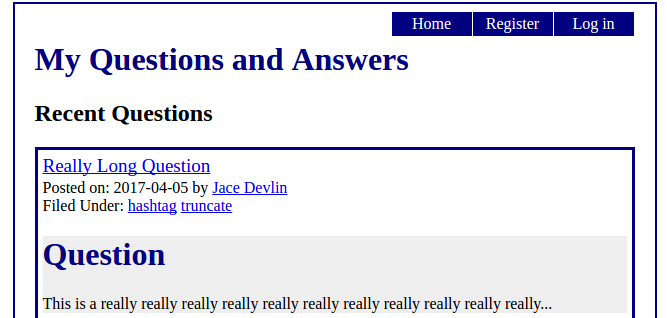 Home Register Log in
My Questions and Answers
Recent Questions
Really Long Question
Posted on: 2017-04-05 by Jace Devlin
Filed Under: hashtag truncate
Question
This is a really really really really really really really really really really really...